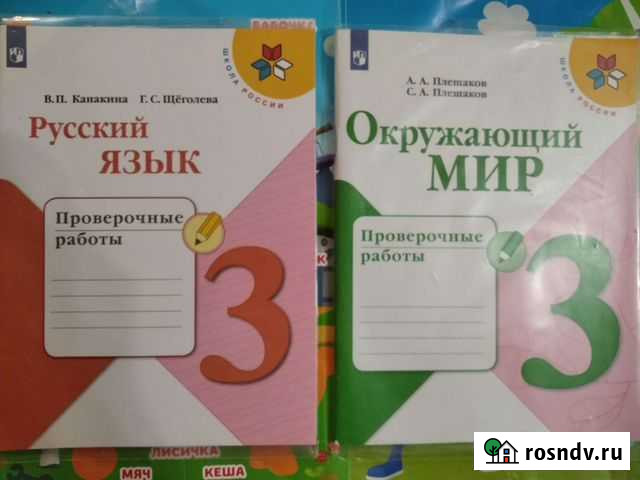 БАБОЧКА
ШКОЛА РОССИИ
В.П. Канакина Г.С. Щёголева
Русский
ЯЗЫК
Проверочные
работы
3
ШКОЛА РОССИИ
А. А. Плешаков
С. А. Плешаков
Окружающий
МИР
Проверочные
работы
3
ЛИСИЧКА
МЯЧ
КЕША
rosndv.ru